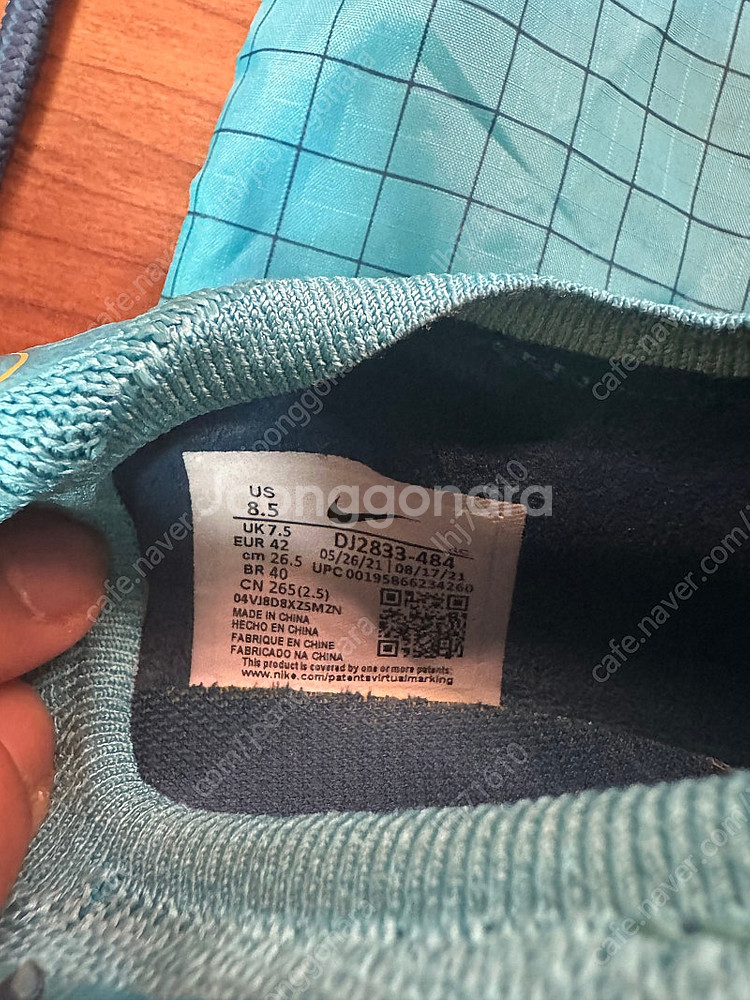 Joonggonara
US
8.5
UK 7.5
EUR 42
cm 26.5
BR 40
CN 265(2.5)
DJ2833-484
05/26/21 | 08/17/21
UPC 00195866234260
04VJ8D8XZ5MZN
MADE IN CHINA
HECHO EN CHINA
FABRIQUE EN CHINE
FABRICADO NA CHINA
This product is covered by one or more patents.
www.nike.com/patentsvirtualmarking
cafe.naver.com/joonggonara